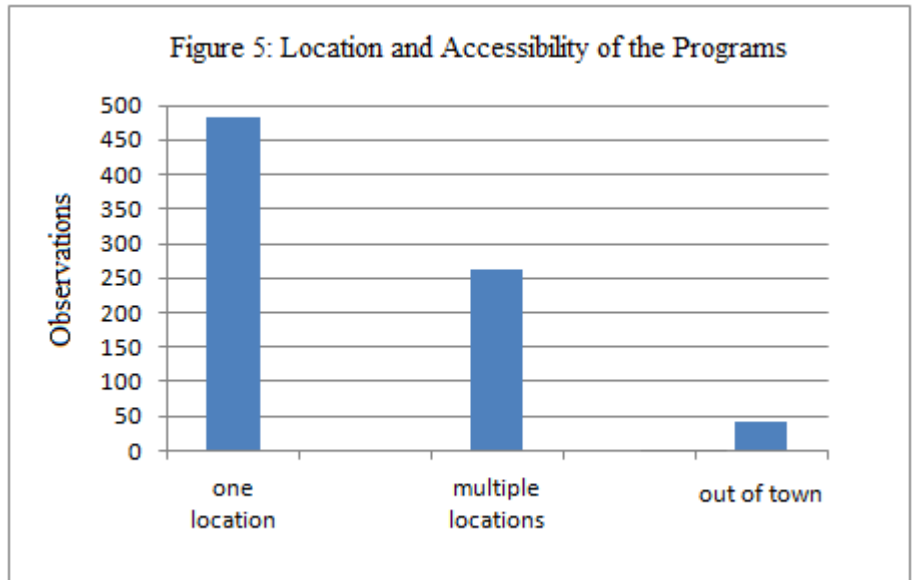 Figure 5: Location and Accessibility of the Programs
Observations
500
450
400
350
300
250
200
150
100
50
0
one
location
multiple
locations
out of town